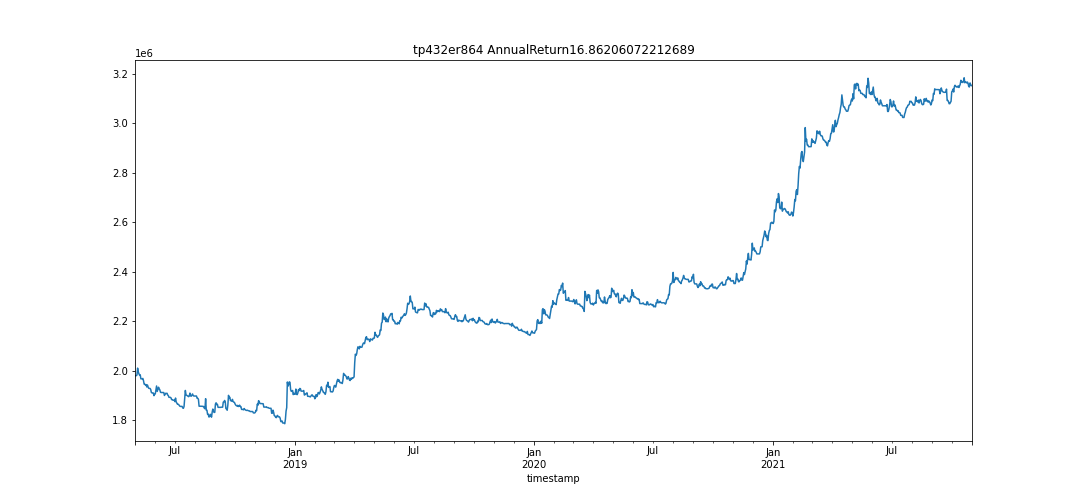 tp432er864 AnnualReturn16.86206072212689
1e6
3.2
3.0
2.8
2.6
2.4
2.2
2.0
1.8
Jul Jan Jul Jan Jul Jan Jul
2019 2020 2021
timestamp